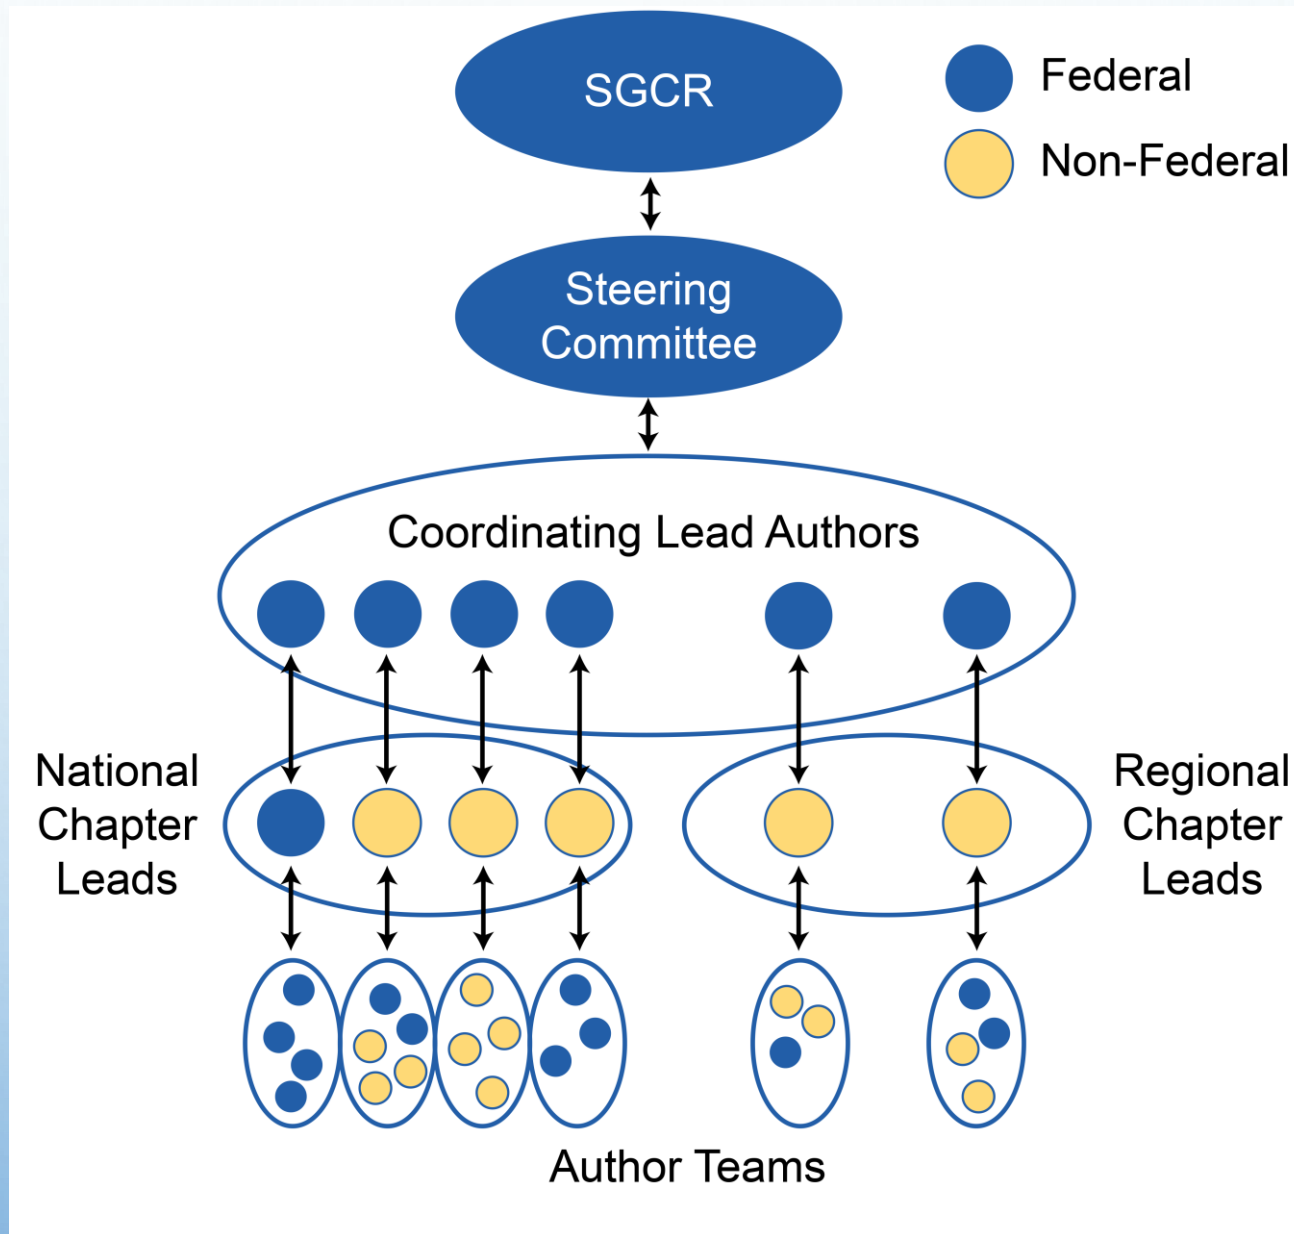 SGCR
Federal
Non-Federal
Steering
Committee
Coordinating Lead Authors
National
Chapter
Leads
Regional
Chapter
Leads
Author Teams